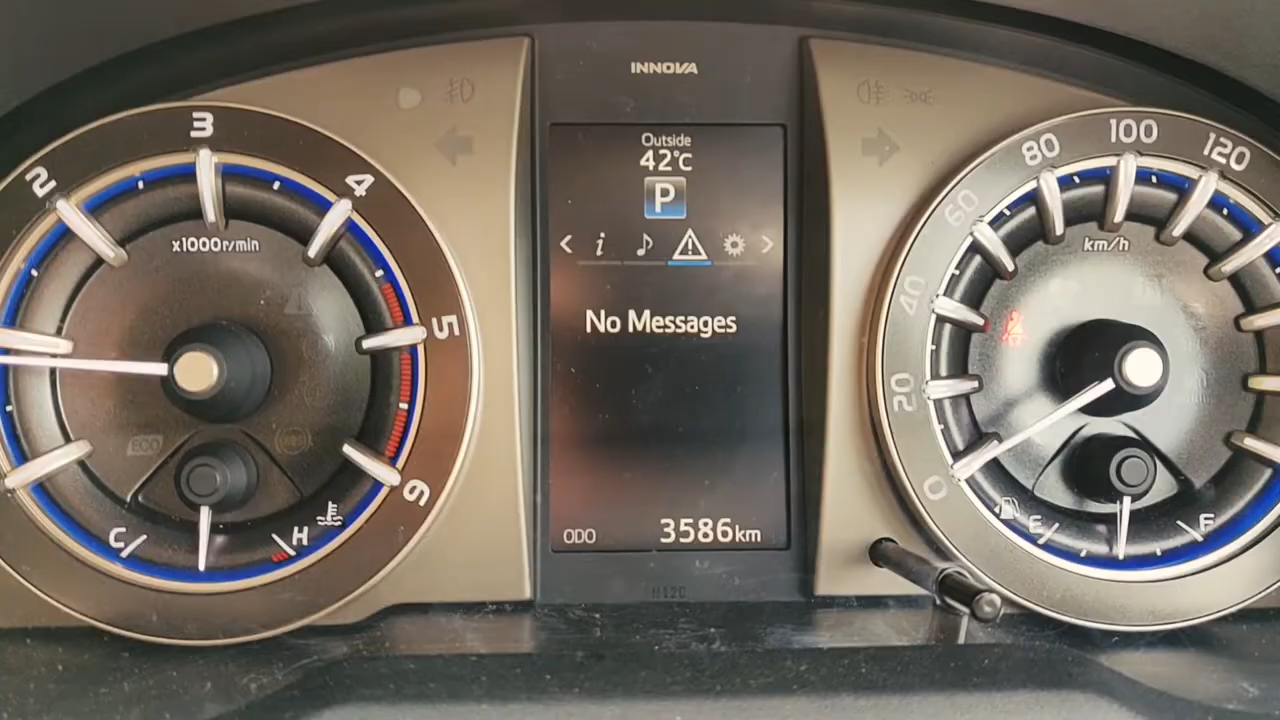 INNOVA
Outside
42°C
P
i
No Messages
ODO 3586km
2
3
4
5
6
x1000r/min
ECO
ABS
C
H
0
20
40
60
80
100
120
km/h
E
F